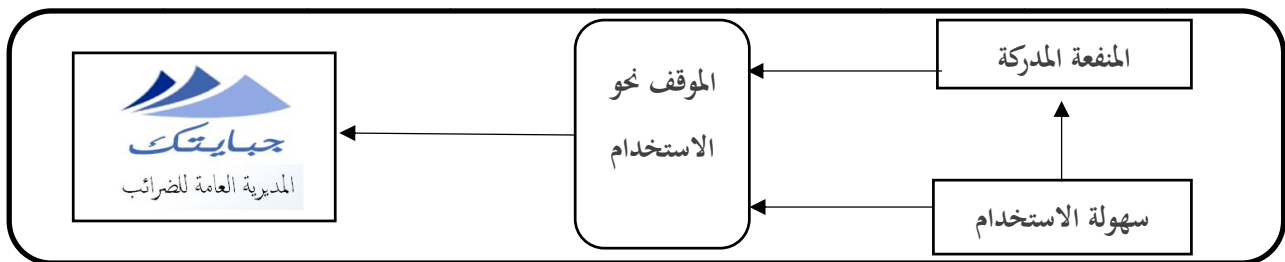 المنفعة المدركة
سهولة الاستخدام
الموقف نحو
الاستخدام
جبايتك
المديرية العامة للضرائب